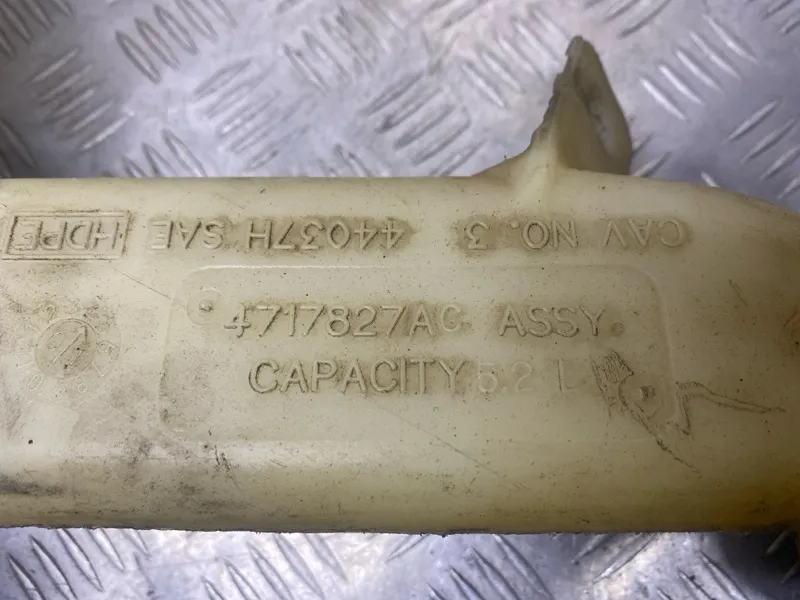 CAV NO. 3 44037H SAE HDPE
4717827AC ASSY.
CAPACITY 5.2 L